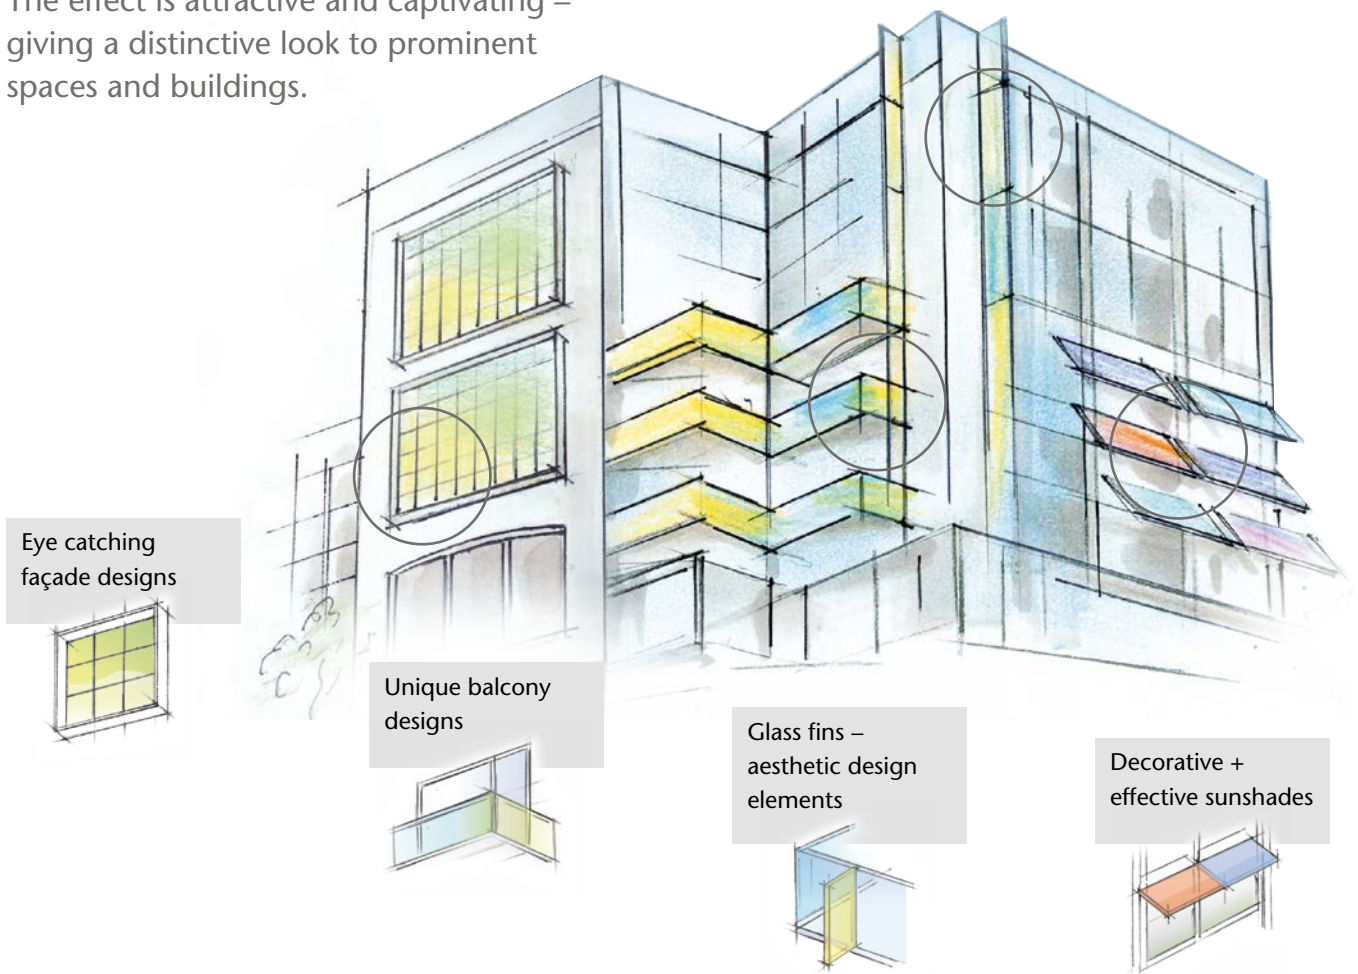 The effect is attractive and captivating –
giving a distinctive look to prominent
spaces and buildings.
Eye catching
façade designs
Unique balcony
designs
Glass fins –
aesthetic design
elements
Decorative +
effective sunshades